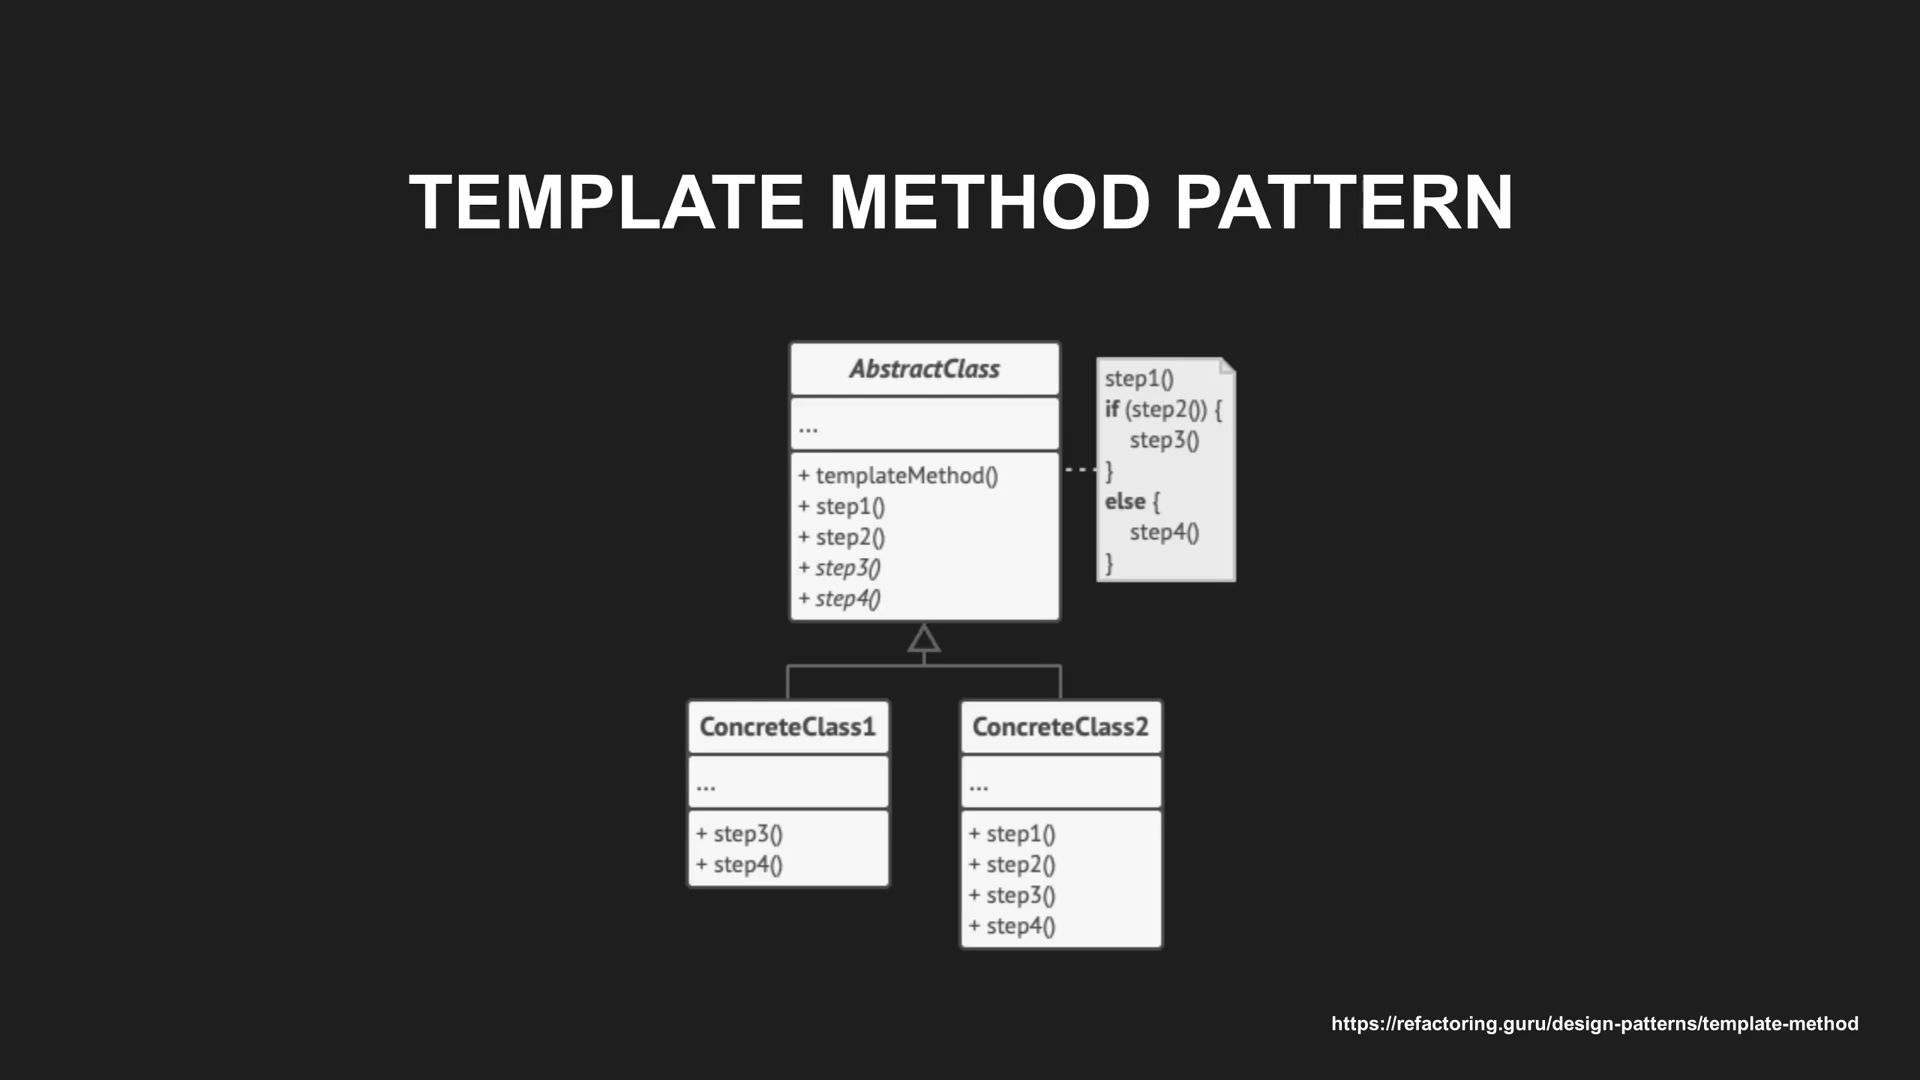 TEMPLATE METHOD PATTERN
AbstractClass
...
+ templateMethod()
+ step1()
+ step2()
+ step3()
+ step4()
step1()
if (step2()) {
step3()
}
else {
step4()
}
ConcreteClass1
...
+ step3()
+ step4()
ConcreteClass2
...
+ step1()
+ step2()
+ step3()
+ step4()
https://refactoring.guru/design-patterns/template-method